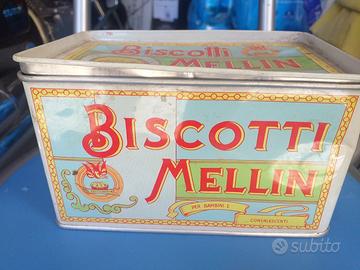 Biscotti
MELLIN
BISCOTTI
MELLIN
PER BAMBINI E
CONVALESCENTI
subito